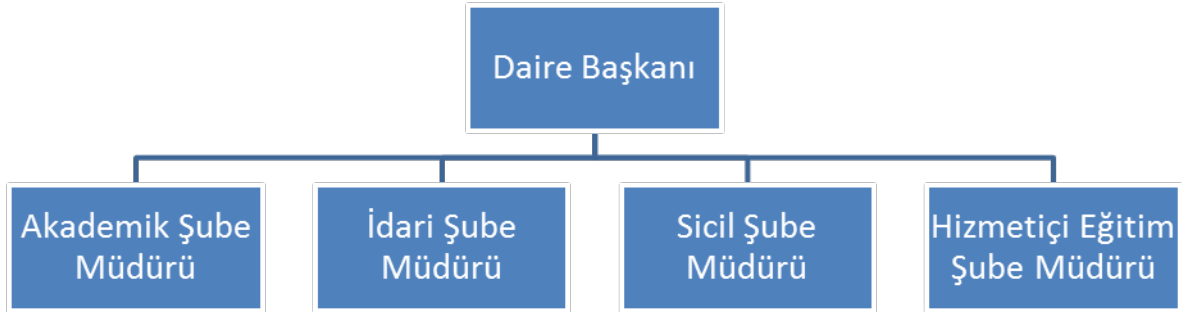 Daire Başkanı
Akademik Şube
Müdürü
İdari Şube
Müdürü
Sicil Şube
Müdürü
Hizmetiçi Eğitim
Şube Müdürü